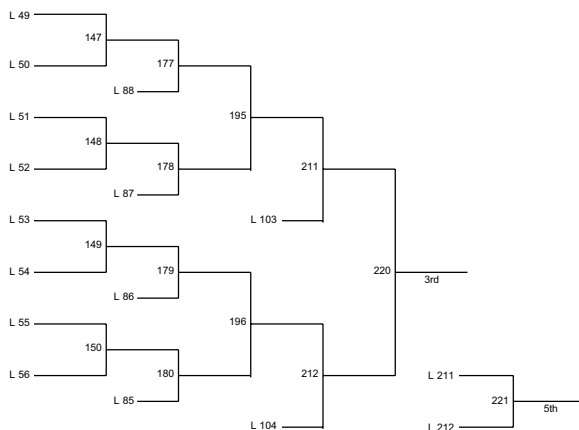 L 49
147
L 50
177
L 88
195
L 51
148
L 52
178
L 87
211
L 53
L 103
149
L 54
179
220
3rd
L 86
L 55
196
150
L 56
180
212
L 211
L 85
221
5th
L 104
L 212